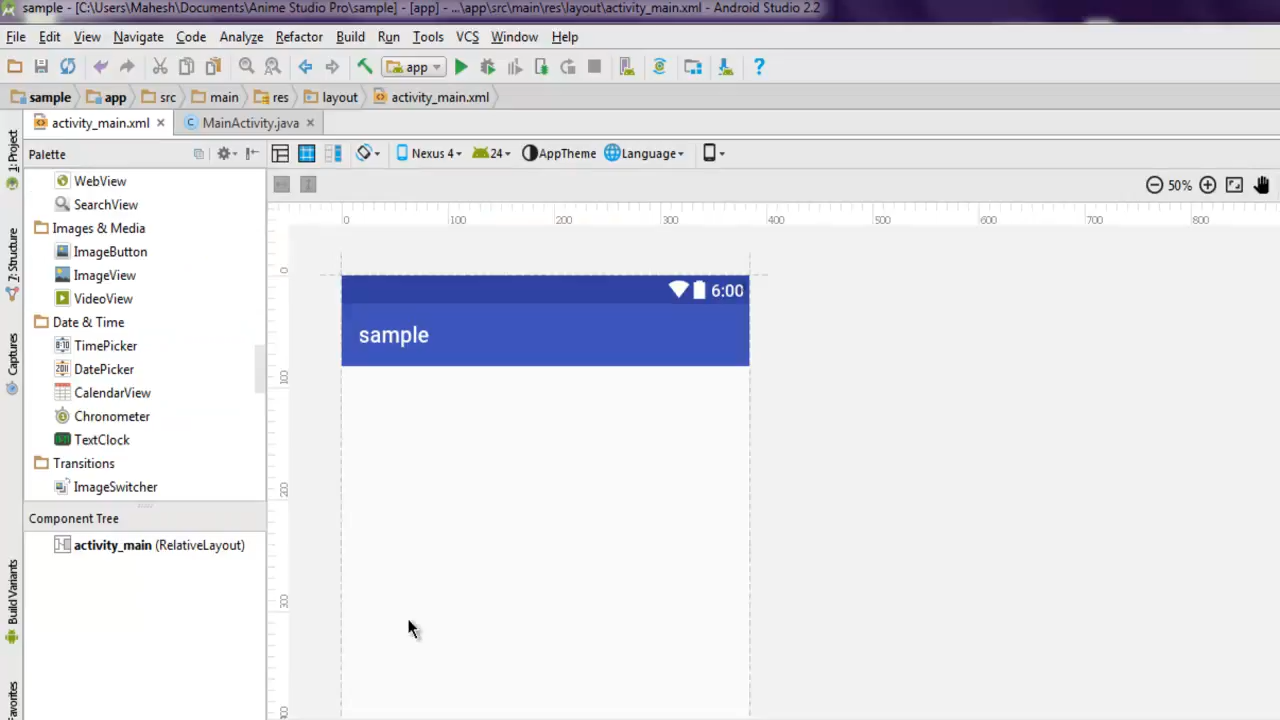 sample - [C:\Users\Mahesh\Documents\Anime Studio Pro\sample] - [app] - ...\app\src\main\res\layout\activity_main.xml - Android Studio 2.2
File Edit View Navigate Code Analyze Refactor Build Run Tools VCS Window Help
app
sample app src main res layout activity_main.xml
activity_main.xml MainActivity.java
1: Project
7: Structure
Captures
Build Variants
Favorites
Palette
Nexus 4 24 AppTheme Language
50%
WebView
SearchView
Images & Media
ImageButton
ImageView
VideoView
Date & Time
TimePicker
DatePicker
CalendarView
Chronometer
TextClock
Transitions
ImageSwitcher
Component Tree
activity_main (RelativeLayout)
0 100 200 300 400 500 600 700 800
0
100
200
300
400
6:00
sample